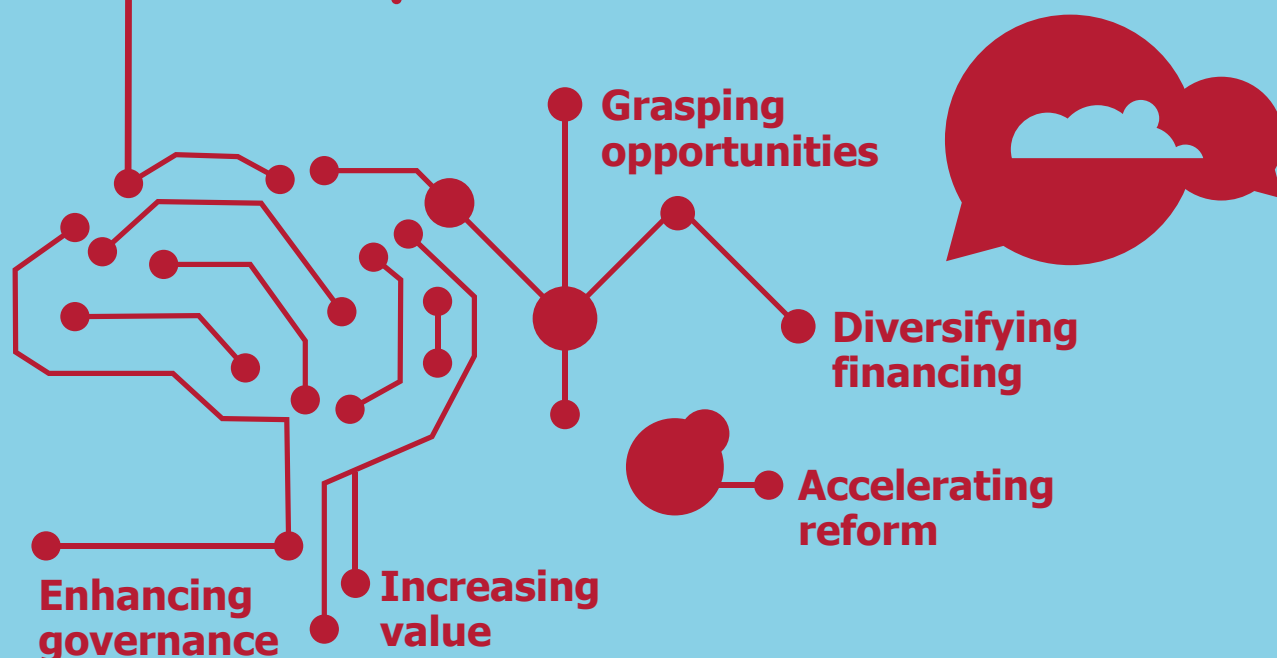 Grasping
opportunities
Diversifying
financing
Accelerating
reform
Enhancing
governance
Increasing
value